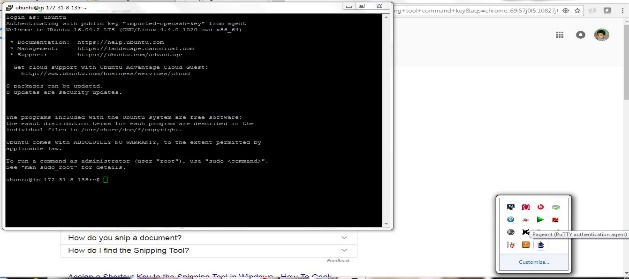 ubuntu@ip 172 31 8 138: ~
login as: ubuntu
Authenticating with public key "imported-openssh-key" from agent
Welcome to Ubuntu 16.04.2 LTS (GNU/Linux 4.4.0 1020 aws x86_64)
* Documentation: https://help.ubuntu.com
* Management: https://landscape.canonical.com
* Support: https://ubuntu.com/advantage
Get cloud support with Ubuntu Advantage Cloud Guest:
http://www.ubuntu.com/business/services/cloud
0 packages can be updated.
0 updates are security updates.
The programs included with the Ubuntu system are free software;
the exact distribution terms for each program are described in the
individual files in /usr/share/doc/*/copyright.
Ubuntu comes with ABSOLUTELY NO WARRANTY, to the extent permitted by
applicable law.
To run a command as administrator (user "root"), use "sudo <command>".
See "man sudo_root" for details.
ubuntu@ip 172 31 8 138:~$
How do you snip a document?
How do I find the Snipping Tool?
Feedback
Assign a Shortcut Key to the Snipping Tool in Windows - How-To Geek
Pageant (PuTTY authentication agent)
Customize...